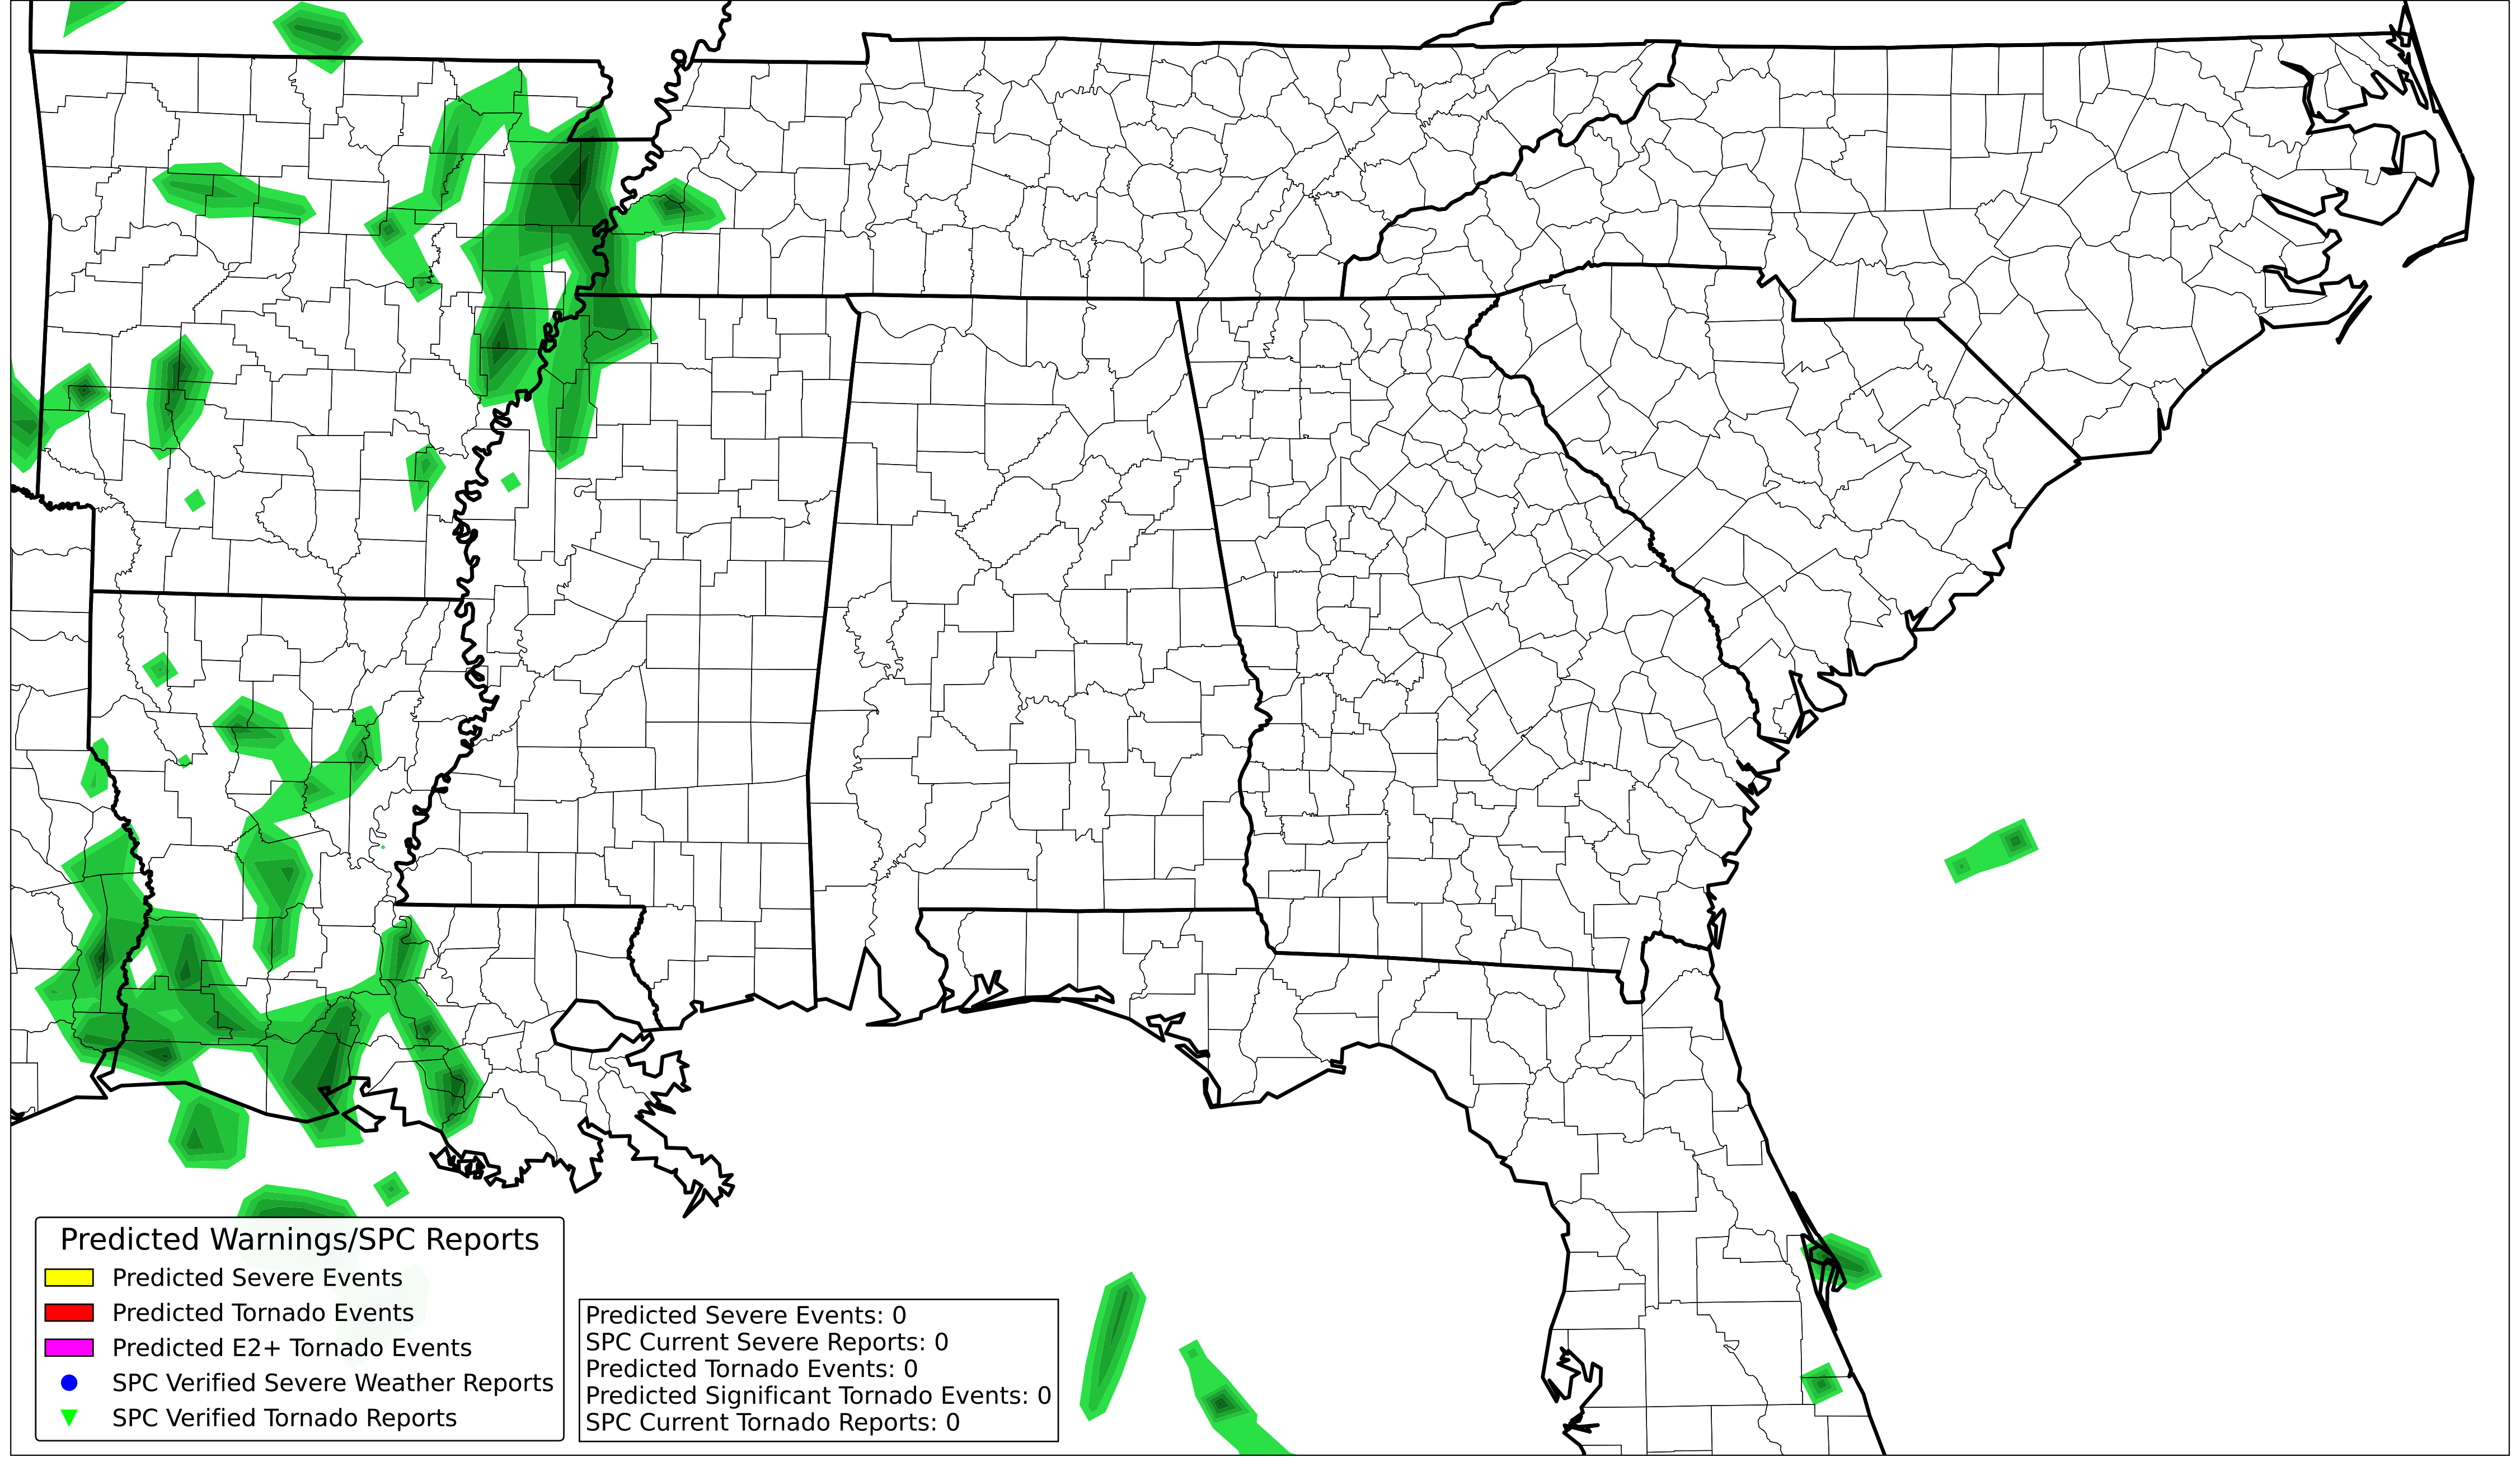 Predicted Warnings/SPC Reports
Predicted Severe Events
Predicted Tornado Events
Predicted E2+ Tornado Events
SPC Verified Severe Weather Reports
SPC Verified Tornado Reports
Predicted Severe Events: 0
SPC Current Severe Reports: 0
Predicted Tornado Events: 0
Predicted Significant Tornado Events: 0
SPC Current Tornado Reports: 0